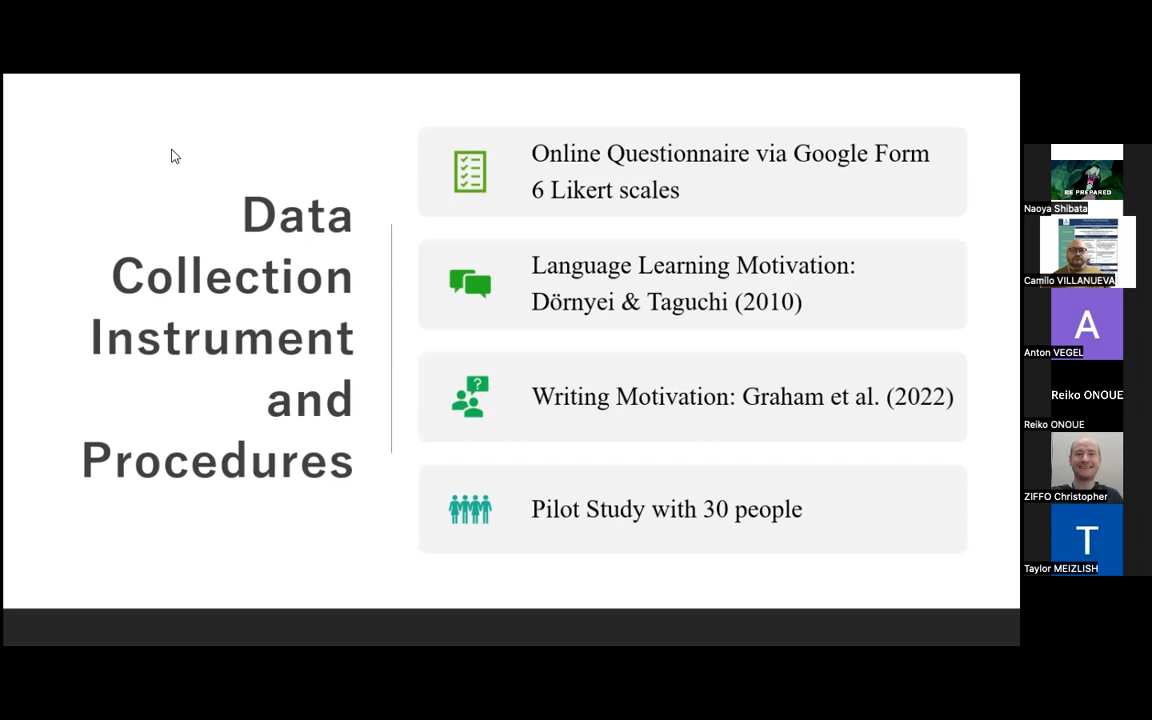 Data
Collection
Instrument
and
Procedures
Online Questionnaire via Google Form
6 Likert scales
Language Learning Motivation:
Dörnyei & Taguchi (2010)
Writing Motivation: Graham et al. (2022)
Pilot Study with 30 people
BE PREPARED
Naoya Shibata
Camilo VILLANUEVA
A
Anton VEGEL
Reiko ONOUE
Reiko ONOUE
ZIFFO Christopher
T
Taylor MEIZLISH